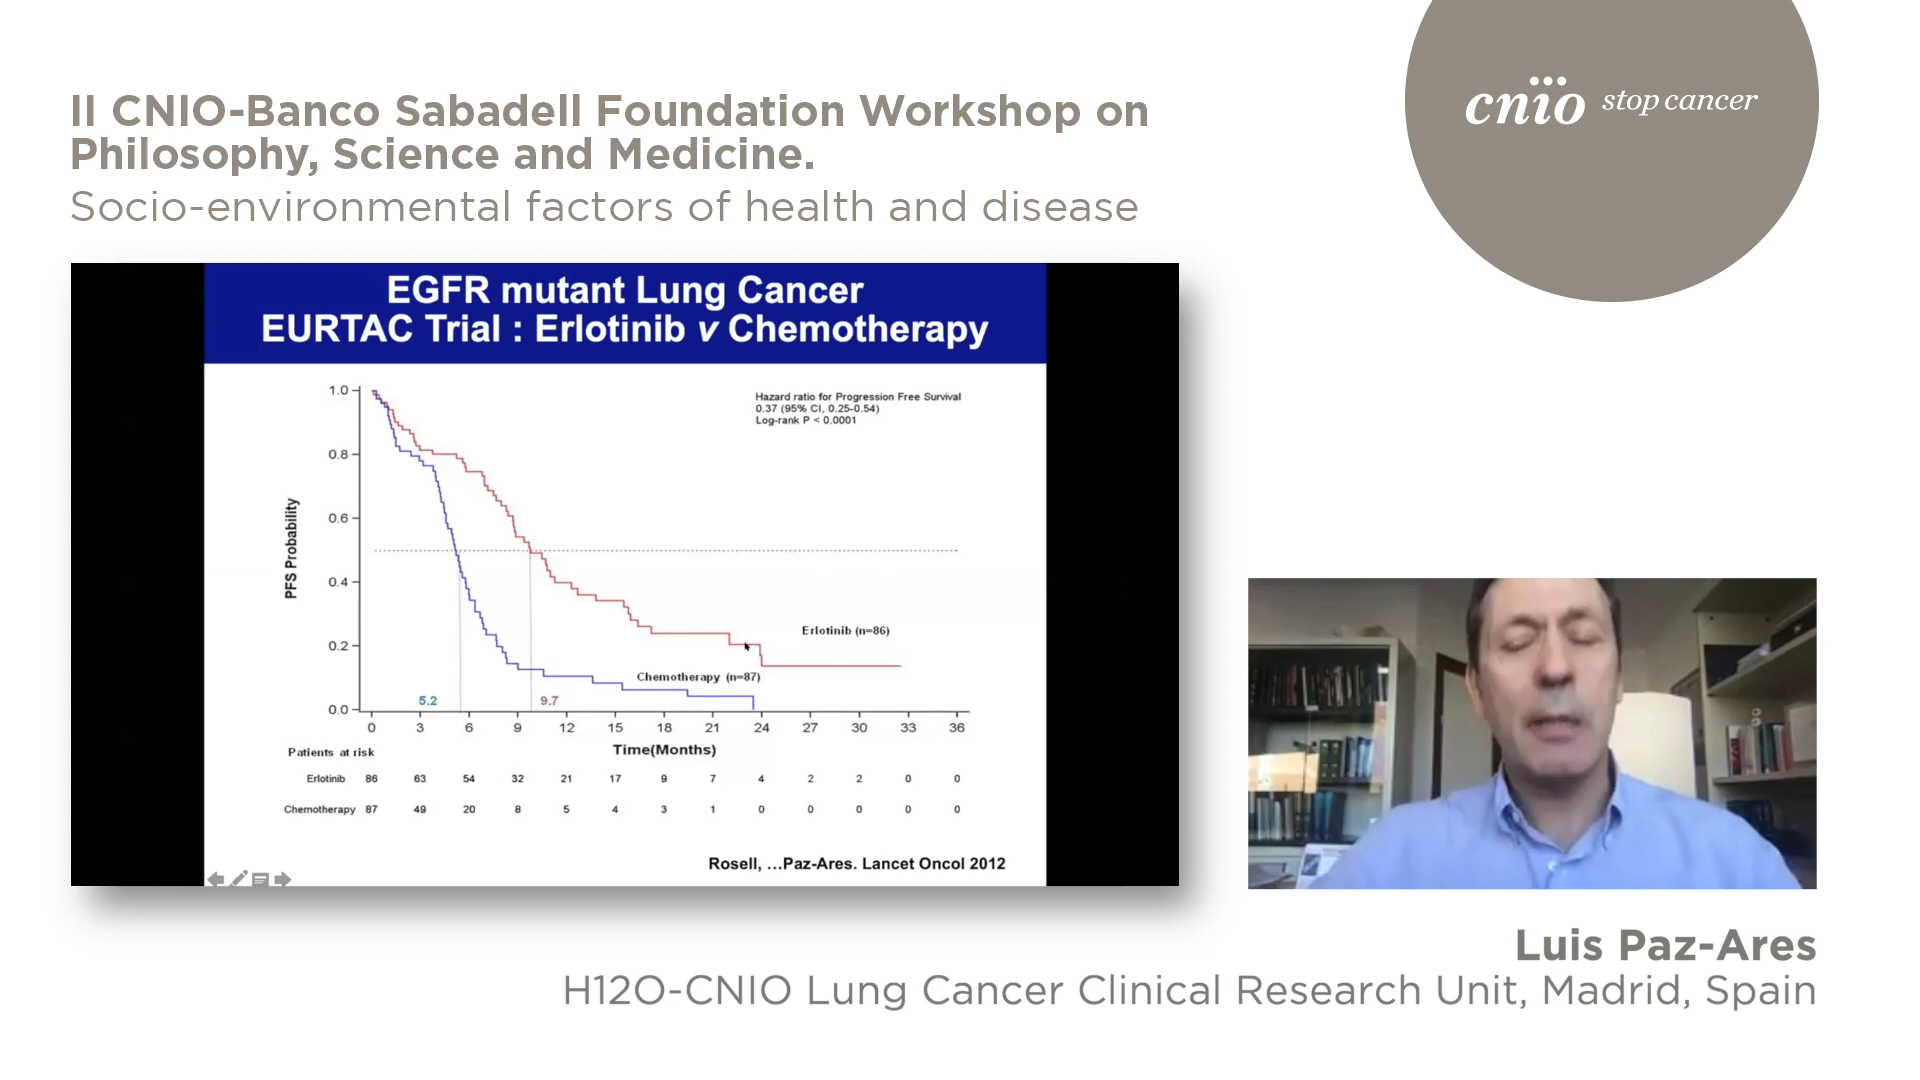 II CNIO-Banco Sabadell Foundation Workshop on
Philosophy, Science and Medicine.
Socio-environmental factors of health and disease
cnio stop cancer
EGFR mutant Lung Cancer
EURTAC Trial : Erlotinib v Chemotherapy
Hazard ratio for Progression Free Survival
0.37 (95% CI, 0.25-0.54)
Log-rank P < 0.0001
PFS Probability
1.0
0.8
0.6
0.4
0.2
0.0
Erlotinib (n=86)
Chemotherapy (n=87)
5.2 9.7
0 3 6 9 12 15 18 21 24 27 30 33 36
Time(Months)
Patients at risk
Erlotinib 86 63 54 32 21 17 9 7 4 2 2 0 0
Chemotherapy 87 49 20 8 5 4 3 1 0 0 0 0 0
Rosell, ...Paz-Ares. Lancet Oncol 2012
Luis Paz-Ares
H12O-CNIO Lung Cancer Clinical Research Unit, Madrid, Spain